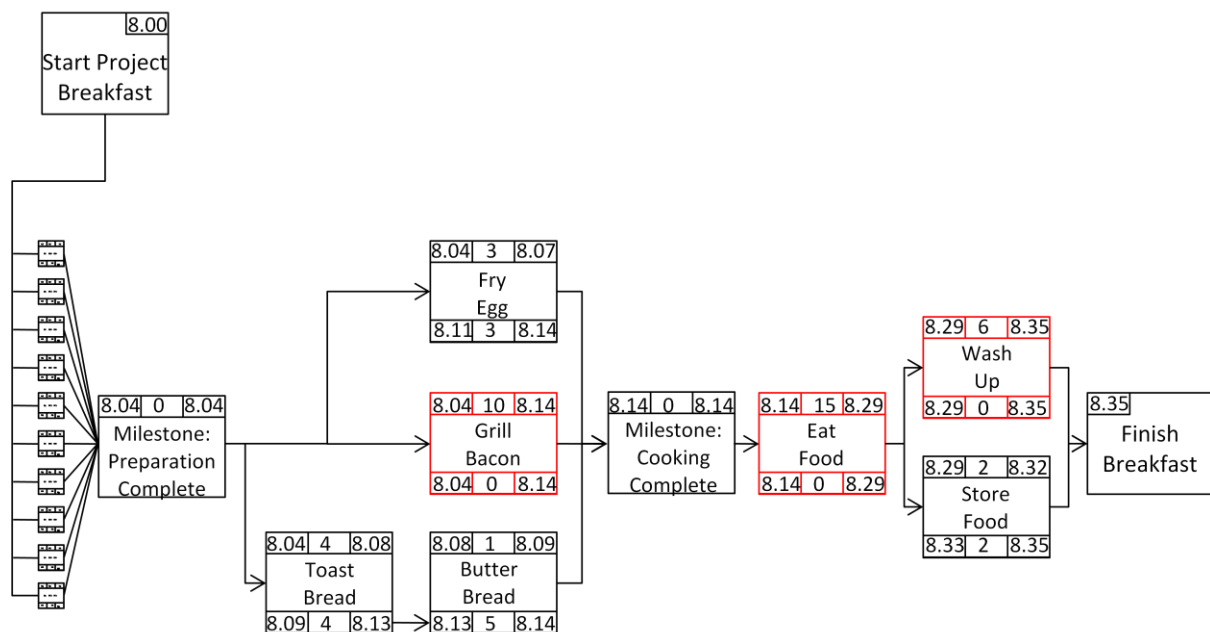 8.00
Start Project
Breakfast
8.04 3 8.07
Fry
Egg
8.11 3 8.14
8.04 0 8.04
Milestone:
Preparation
Complete
8.04 10 8.14
Grill
Bacon
8.04 0 8.14
8.14 0 8.14
Milestone:
Cooking
Complete
8.14 15 8.29
Eat
Food
8.14 0 8.29
8.29 6 8.35
Wash
Up
8.29 0 8.35
8.35
Finish
Breakfast
8.29 2 8.32
Store
Food
8.33 2 8.35
8.04 4 8.08
Toast
Bread
8.09 4 8.13
8.08 1 8.09
Butter
Bread
8.13 5 8.14